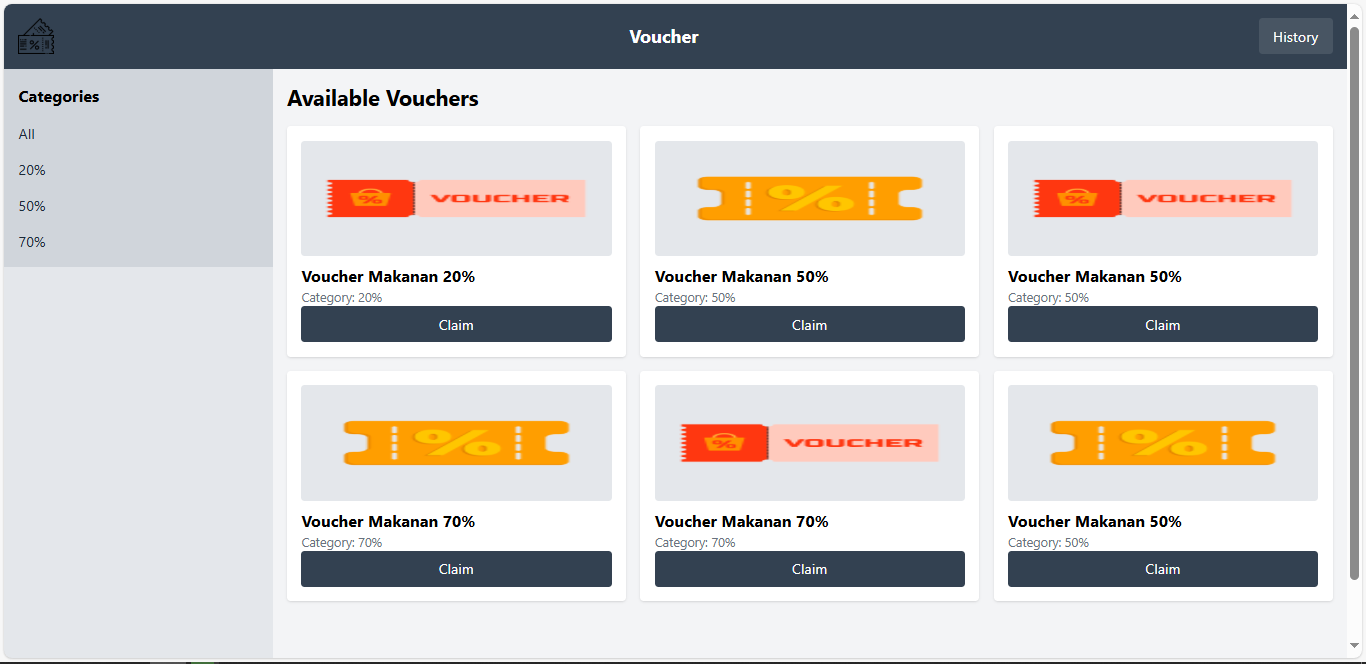 Voucher
History
Categories
All
20%
50%
70%
Available Vouchers
% VOUCHER
%
% VOUCHER
Voucher Makanan 20%
Category: 20%
Claim
Voucher Makanan 50%
Category: 50%
Claim
Voucher Makanan 50%
Category: 50%
Claim
%
% VOUCHER
%
Voucher Makanan 70%
Category: 70%
Claim
Voucher Makanan 70%
Category: 70%
Claim
Voucher Makanan 50%
Category: 50%
Claim